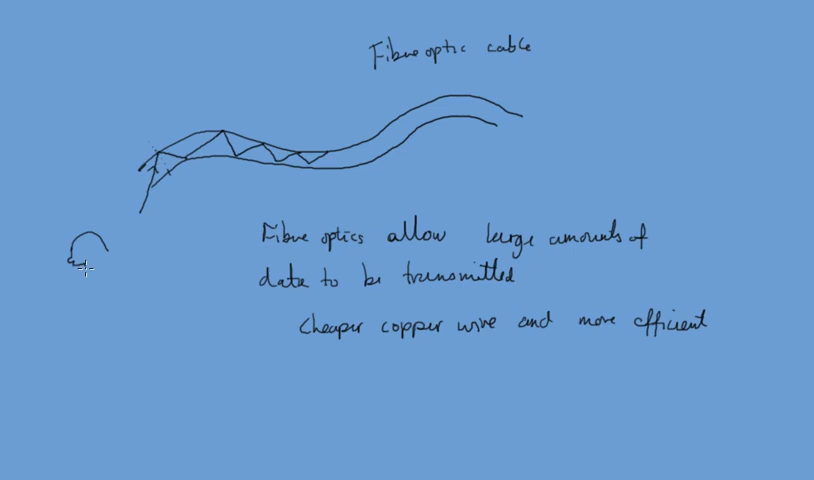 Fibre optic cable
Fibre optics allow large amounts of
data to be transmitted
Cheaper copper wire and more efficient